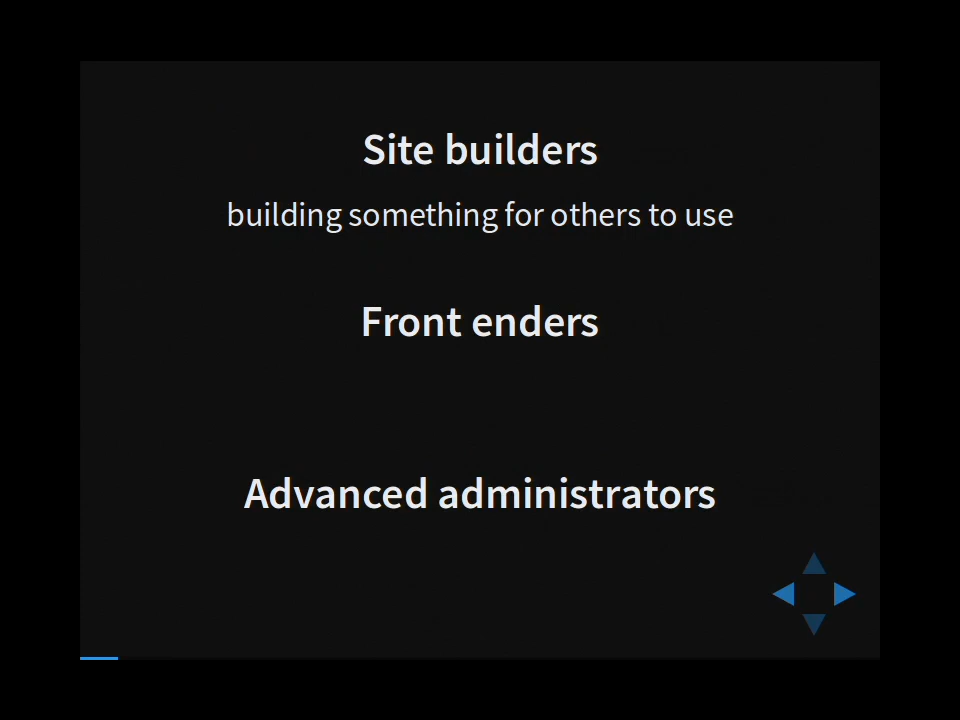 Site builders
building something for others to use
Front enders
Advanced administrators